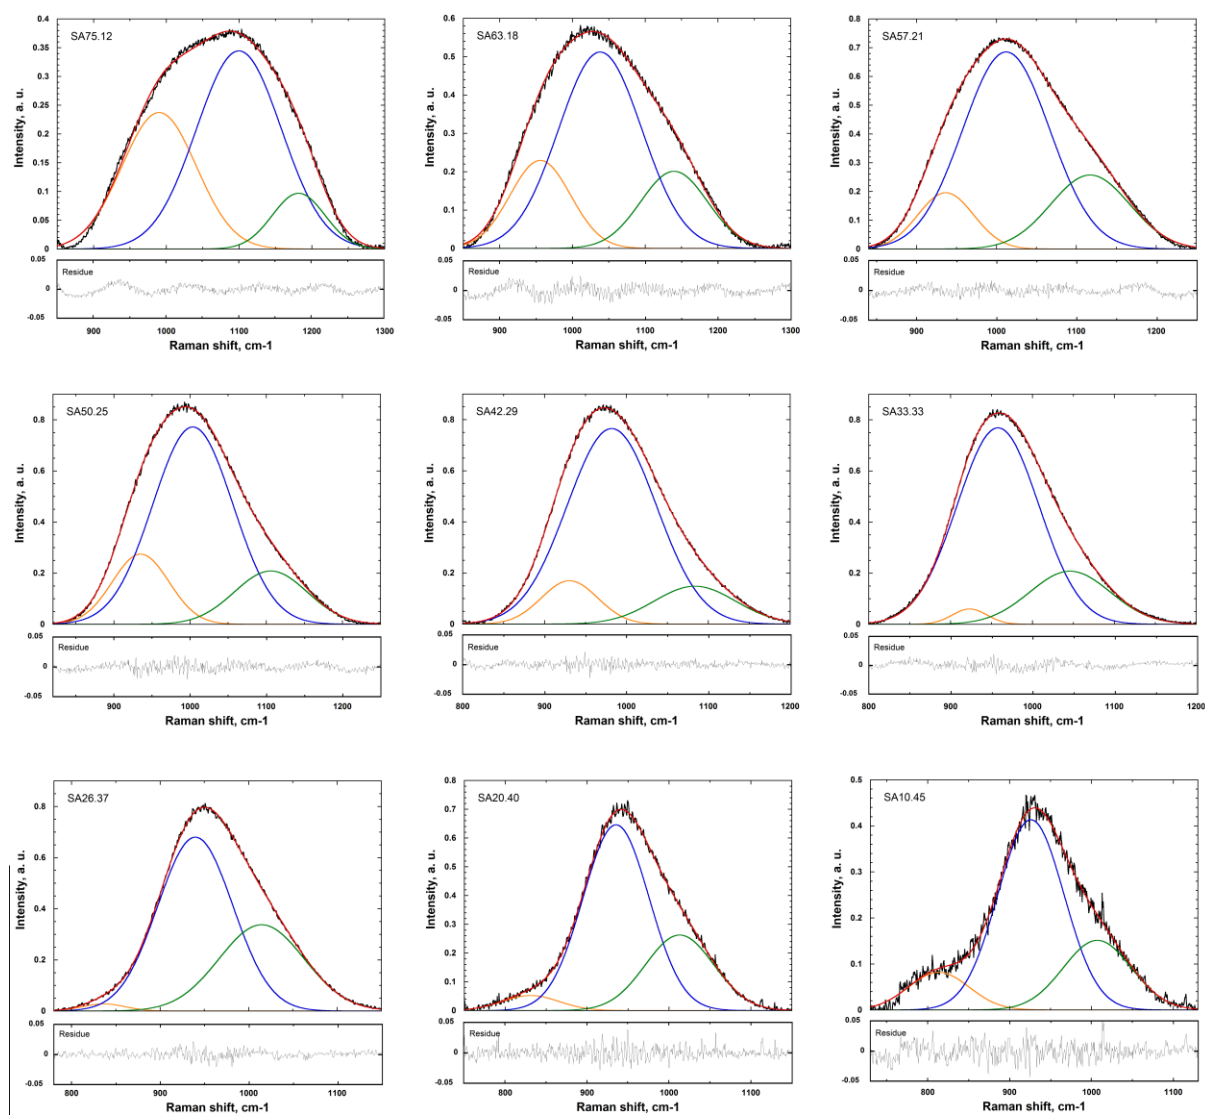 SA75.12
Intensity, a. u.
0.4
0.35
0.3
0.25
0.2
0.15
0.1
0.05
0
0.05
Residue
0
-0.05
900 1000 1100 1200 1300
Raman shift, cm-1
SA63.18
Intensity, a. u.
0.6
0.5
0.4
0.3
0.2
0.1
0
0.05
Residue
0
-0.05
900 1000 1100 1200 1300
Raman shift, cm-1
SA57.21
Intensity, a. u.
0.8
0.7
0.6
0.5
0.4
0.3
0.2
0.1
0
0.05
Residue
0
-0.05
900 1000 1100 1200
Raman shift, cm-1
SA50.25
Intensity, a. u.
0.8
0.6
0.4
0.2
0
0.05
Residue
0
-0.05
900 1000 1100 1200
Raman shift, cm-1
SA42.29
Intensity, a. u.
0.8
0.6
0.4
0.2
0
0.05
Residue
0
-0.05
800 900 1000 1100 1200
Raman shift, cm-1
SA33.33
Intensity, a. u.
0.8
0.6
0.4
0.2
0
0.05
Residue
0
-0.05
800 900 1000 1100 1200
Raman shift, cm-1
SA26.37
Intensity, a. u.
0.8
0.6
0.4
0.2
0
0.05
Residue
0
-0.05
800 900 1000 1100
Raman shift, cm-1
SA20.40
Intensity, a. u.
0.8
0.7
0.6
0.5
0.4
0.3
0.2
0.1
0
0.05
Residue
0
-0.05
800 900 1000 1100
Raman shift, cm-1
SA10.45
Intensity, a. u.
0.5
0.4
0.3
0.2
0.1
0
0.05
Residue
0
-0.05
800 900 1000 1100
Raman shift, cm-1